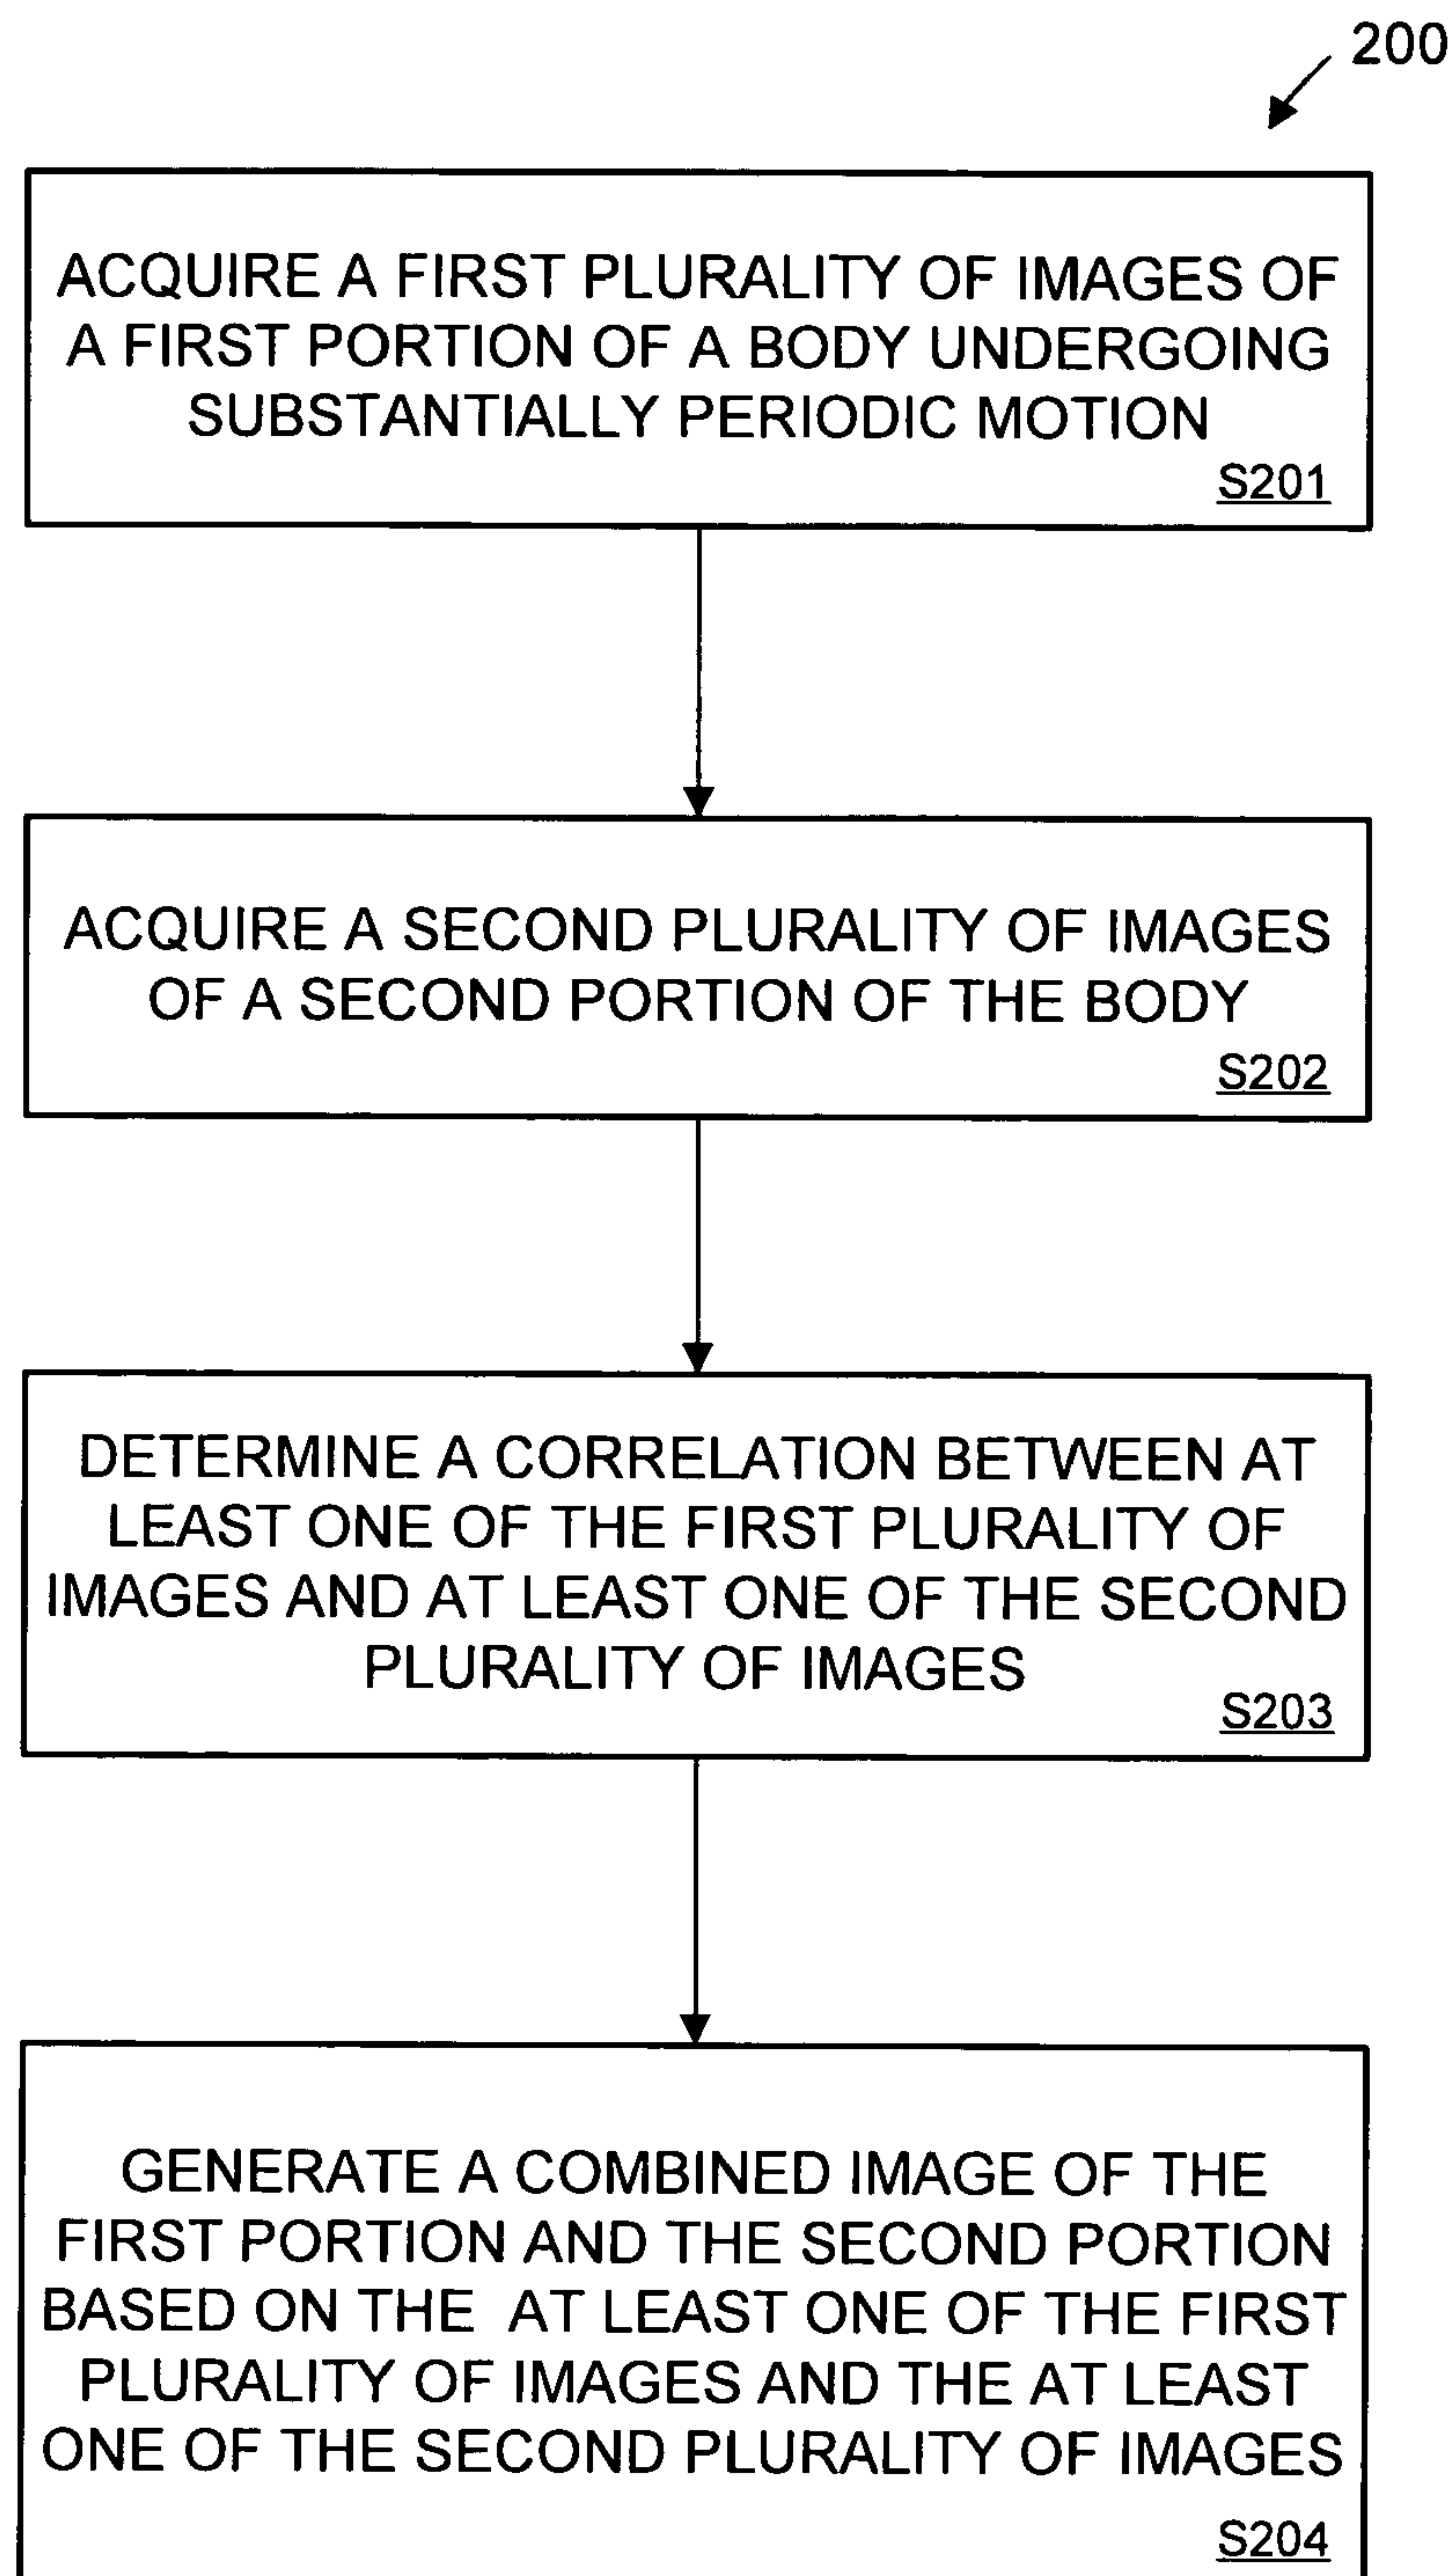 200
ACQUIRE A FIRST PLURALITY OF IMAGES OF
A FIRST PORTION OF A BODY UNDERGOING
SUBSTANTIALLY PERIODIC MOTION
S201
ACQUIRE A SECOND PLURALITY OF IMAGES
OF A SECOND PORTION OF THE BODY
S202
DETERMINE A CORRELATION BETWEEN AT
LEAST ONE OF THE FIRST PLURALITY OF
IMAGES AND AT LEAST ONE OF THE SECOND
PLURALITY OF IMAGES
S203
GENERATE A COMBINED IMAGE OF THE
FIRST PORTION AND THE SECOND PORTION
BASED ON THE AT LEAST ONE OF THE FIRST
PLURALITY OF IMAGES AND THE AT LEAST
ONE OF THE SECOND PLURALITY OF IMAGES
S204